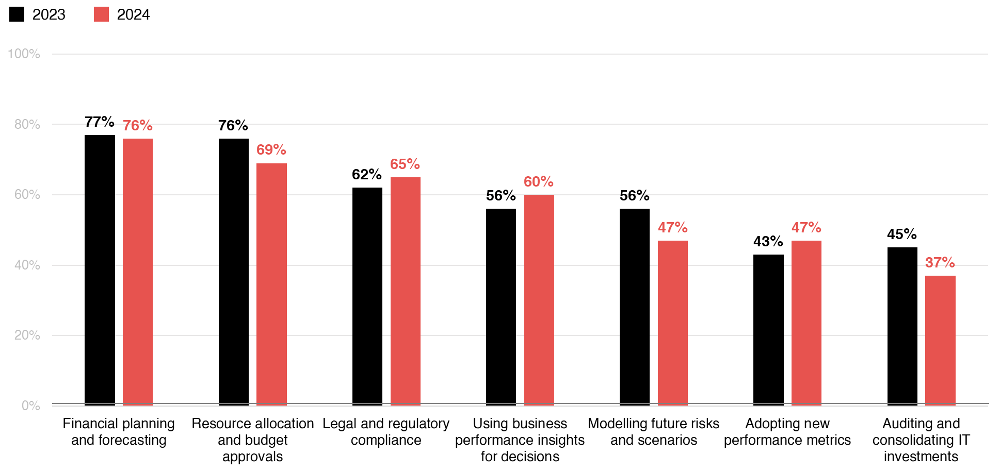 2023 2024
100%
80%
60%
40%
20%
0%
77% 76%
76% 69%
62% 65%
56% 60%
56% 47%
43% 47%
45% 37%
Financial planning
and forecasting
Resource allocation
and budget
approvals
Legal and regulatory
compliance
Using business
performance insights
for decisions
Modelling future risks
and scenarios
Adopting new
performance metrics
Auditing and
consolidating IT
investments